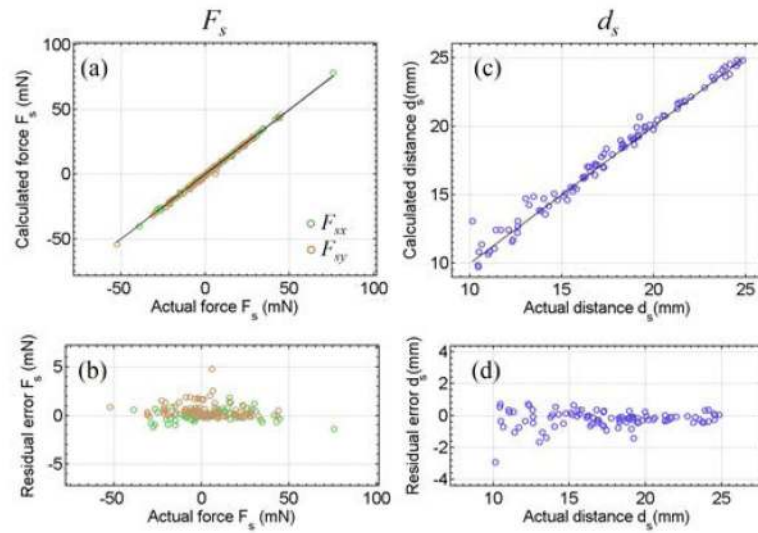 F_s
d_s
(a)
100
50
0
-50
-50 0 50 100
Calculated force F_s (mN)
Actual force F_s (mN)
F_sx
F_sy
(c)
25
20
15
10
10 15 20 25
Calculated distance d_s(mm)
Actual distance d_s(mm)
(b)
5
0
-5
-50 0 50 100
Residual error F_s (mN)
Actual force F_s (mN)
(d)
4
2
0
-2
-4
10 15 20 25
Residual error d_s(mm)
Actual distance d_s(mm)